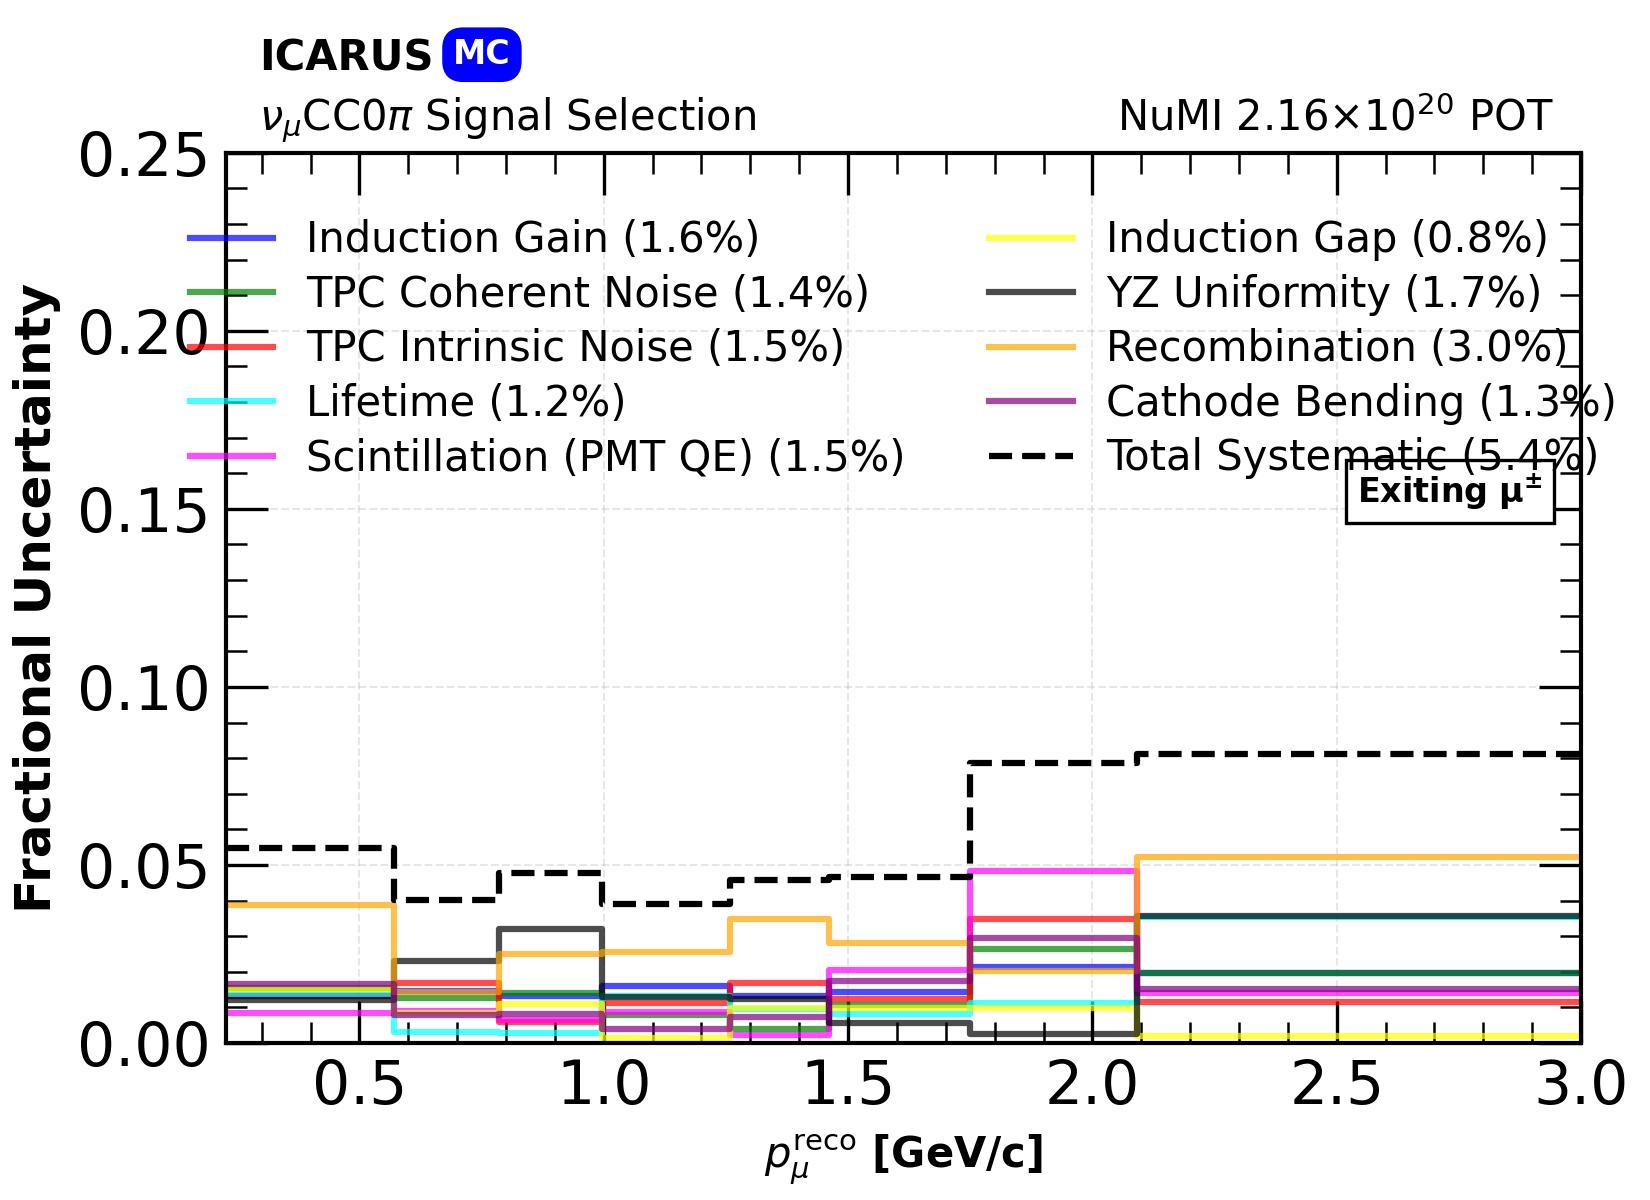 ICARUS MC
νμCC0π Signal Selection
NuMI 2.16×10²⁰ POT
Fractional Uncertainty
0.25
0.20
0.15
0.10
0.05
0.00
Induction Gain (1.6%)
TPC Coherent Noise (1.4%)
TPC Intrinsic Noise (1.5%)
Lifetime (1.2%)
Scintillation (PMT QE) (1.5%)
Induction Gap (0.8%)
YZ Uniformity (1.7%)
Recombination (3.0%)
Cathode Bending (1.3%)
Total Systematic (5.4%)
Exiting μ±
0.5 1.0 1.5 2.0 2.5 3.0
pμreco [GeV/c]